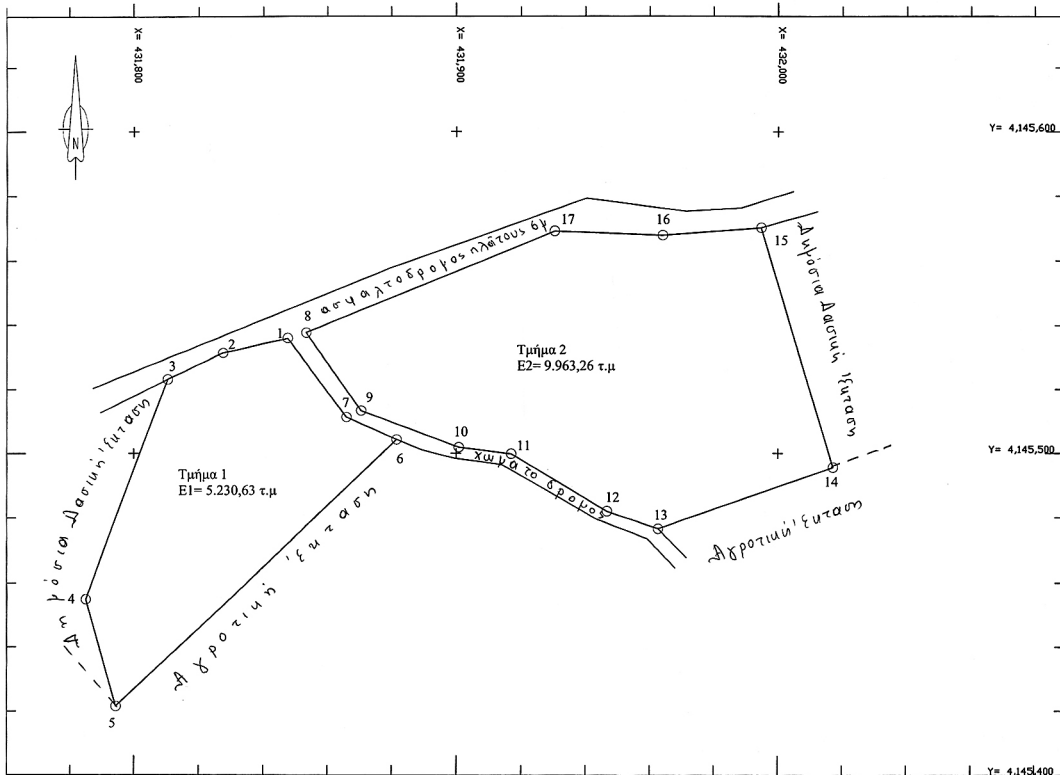 X= 431,800
X= 431,900
X= 432,000
Y= 4,145,600
N
17
16
15
ασφαλτοδρομος πλάτους 6μ
Δημόσια Δασική Έκταση
8
1
2
3
Τμήμα 2
E2= 9.963,26 τ.μ
9
7
10
11
6
Y= 4,145,500
χωματοδρομος
14
Τμήμα 1
E1= 5.230,63 τ.μ
12
13
Αγροτική Έκταση
Δημόσια Δασική Έκταση
Αγροτική Έκταση
4
5
Y= 4,145,400